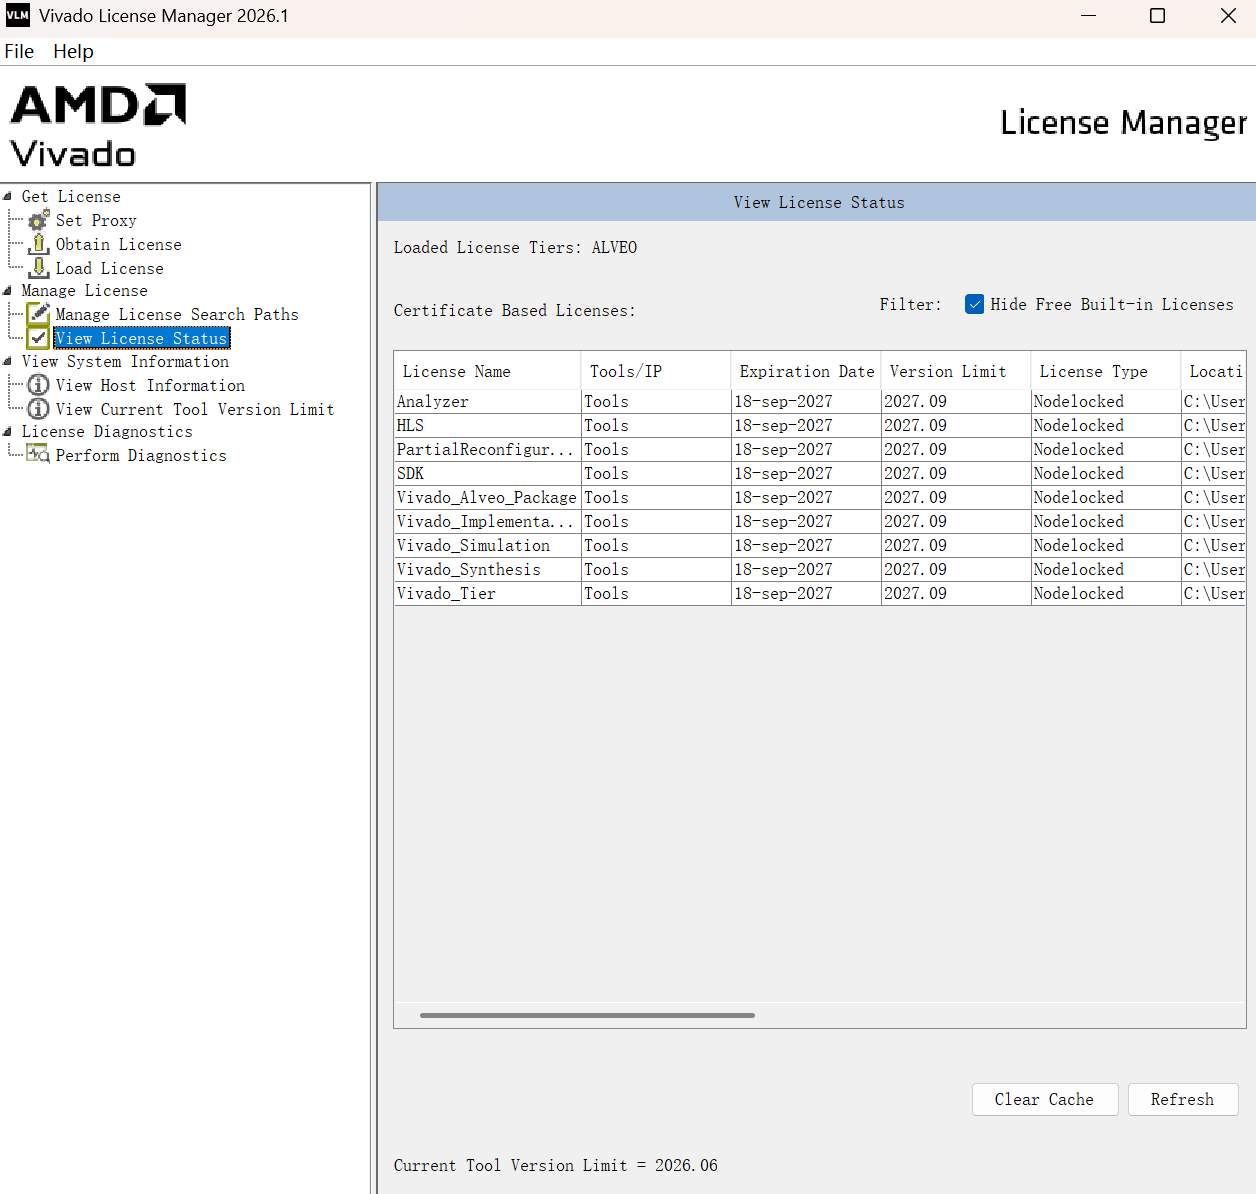 VLM Vivado License Manager 2026.1
File Help
AMD
Vivado
License Manager
Get License
Set Proxy
Obtain License
Load License
Manage License
Manage License Search Paths
View License Status
View System Information
View Host Information
View Current Tool Version Limit
License Diagnostics
Perform Diagnostics
View License Status
Loaded License Tiers: ALVEO
Certificate Based Licenses:
Filter: Hide Free Built-in Licenses
License Name Tools/IP Expiration Date Version Limit License Type Locati
Analyzer Tools 18-sep-2027 2027.09 Nodelocked C:\User
HLS Tools 18-sep-2027 2027.09 Nodelocked C:\User
PartialReconfigur... Tools 18-sep-2027 2027.09 Nodelocked C:\User
SDK Tools 18-sep-2027 2027.09 Nodelocked C:\User
Vivado_Alveo_Package Tools 18-sep-2027 2027.09 Nodelocked C:\User
Vivado_Implementa... Tools 18-sep-2027 2027.09 Nodelocked C:\User
Vivado_Simulation Tools 18-sep-2027 2027.09 Nodelocked C:\User
Vivado_Synthesis Tools 18-sep-2027 2027.09 Nodelocked C:\User
Vivado_Tier Tools 18-sep-2027 2027.09 Nodelocked C:\User
Clear Cache Refresh
Current Tool Version Limit = 2026.06